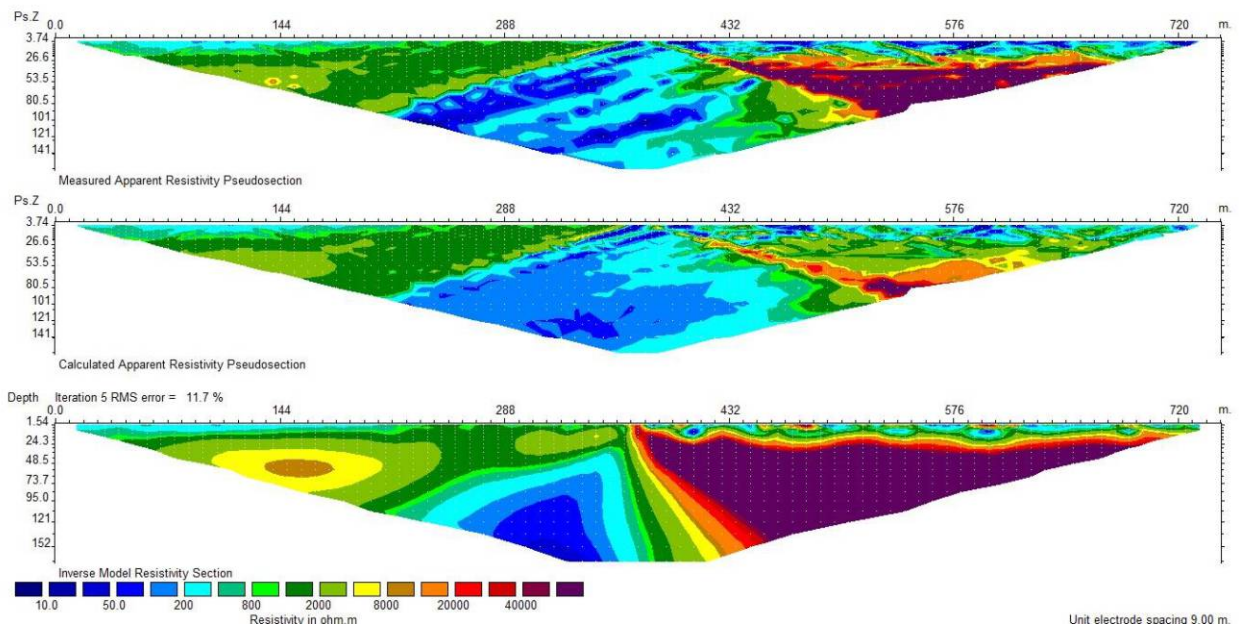 Ps.Z 0.0 144 288 432 576 720 m.
3.74
26.6
53.5
80.5
101
121
141
Measured Apparent Resistivity Pseudosection
Ps.Z 0.0 144 288 432 576 720 m.
3.74
26.6
53.5
80.5
101
121
141
Calculated Apparent Resistivity Pseudosection
Depth Iteration 5 RMS error = 11.7 %
0.0 144 288 432 576 720 m.
1.54
24.3
48.5
73.7
95.0
121
152
Inverse Model Resistivity Section
10.0 50.0 200 800 2000 8000 20000 40000
Resistivity in ohm.m
Unit electrode spacing 9.00 m.